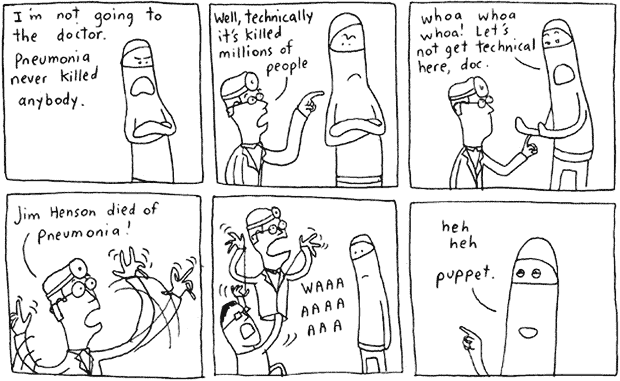 I'm not going to
the doctor.
Pneumonia
never killed
anybody.
Well, technically
it's killed
millions of
people
whoa whoa
whoa! Let's
not get technical
here, doc.
Jim Henson died of
pneumonia!
WAAA
AAAA
AAA
heh
heh
puppet.